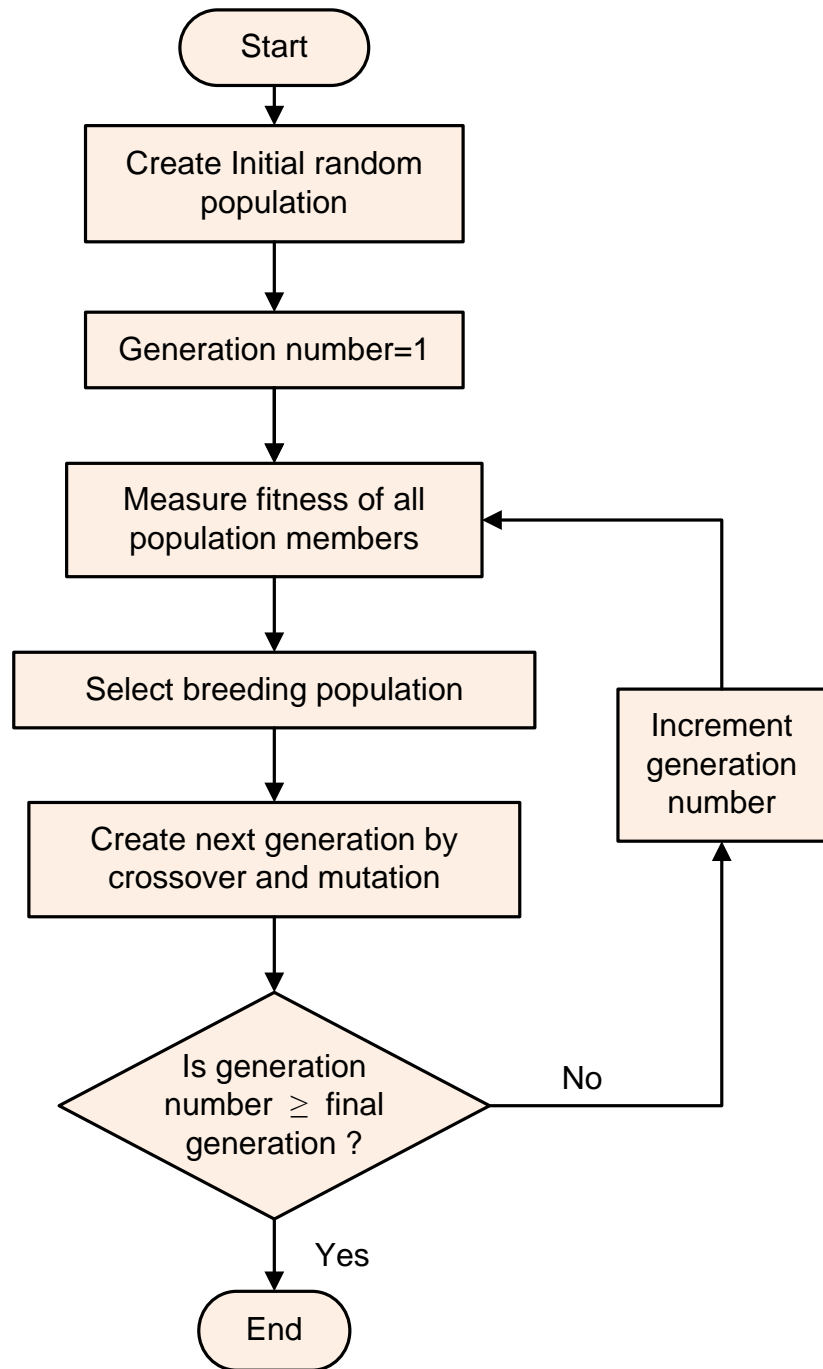 Start
Create Initial random
population
Generation number=1
Measure fitness of all
population members
Select breeding population
Increment
generation
number
Create next generation by
crossover and mutation
Is generation
number ≥ final
generation ?
No
Yes
End